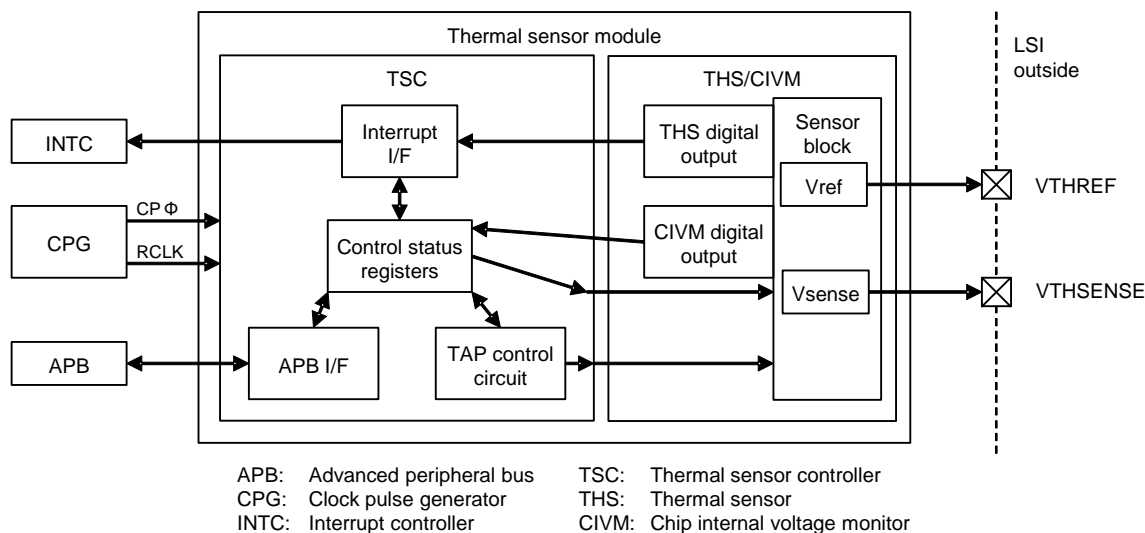 Thermal sensor module
LSI
outside
TSC
THS/CIVM
INTC
Interrupt
I/F
THS digital
output
Sensor
block
Vref
VTHREF
CPΦ
CPG
RCLK
Control status
registers
CIVM digital
output
Vsense
VTHSENSE
APB
APB I/F
TAP control
circuit
APB: Advanced peripheral bus
CPG: Clock pulse generator
INTC: Interrupt controller
TSC: Thermal sensor controller
THS: Thermal sensor
CIVM: Chip internal voltage monitor